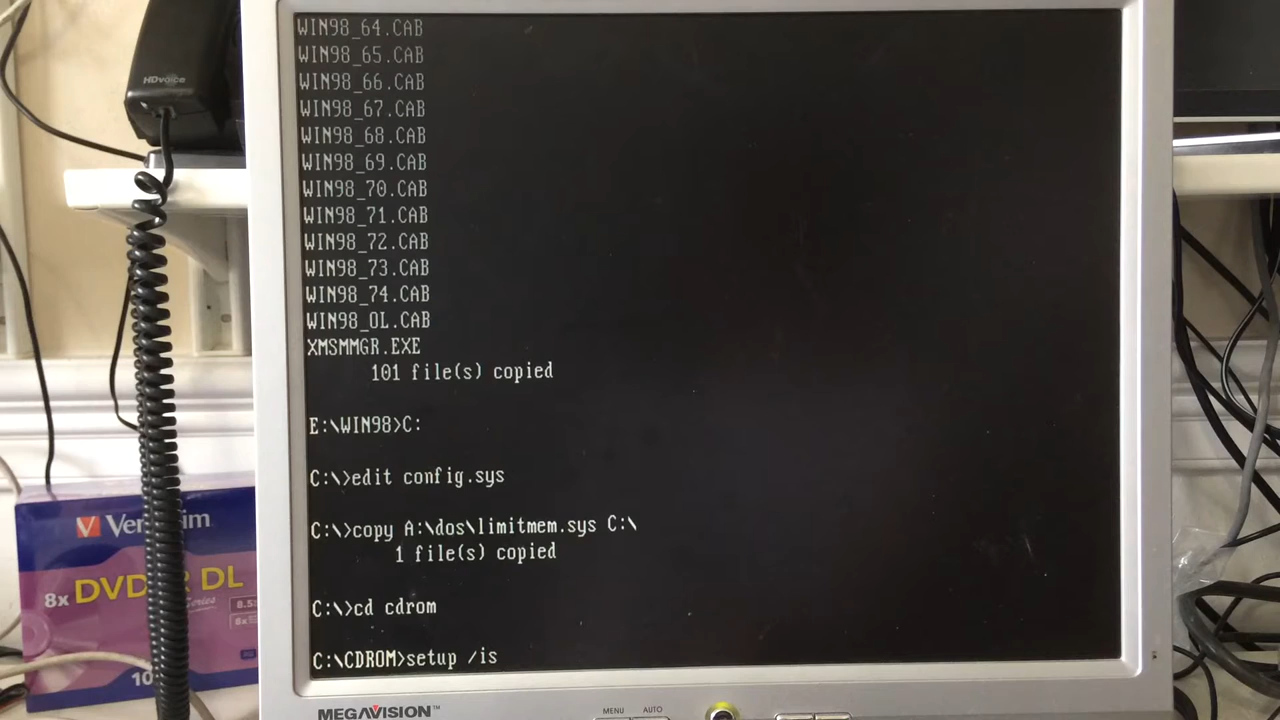 WIN98_64.CAB
WIN98_65.CAB
WIN98_66.CAB
WIN98_67.CAB
WIN98_68.CAB
WIN98_69.CAB
WIN98_70.CAB
WIN98_71.CAB
WIN98_72.CAB
WIN98_73.CAB
WIN98_74.CAB
WIN98_OL.CAB
XMSMMGR.EXE
101 file(s) copied
E:\WIN98>C:
C:\>edit config.sys
C:\>copy A:\dos\limitmem.sys C:\
1 file(s) copied
C:\>cd cdrom
C:\CDROM>setup /is
MEGAVISION™
MENU AUTO
HDvoice
8x DL